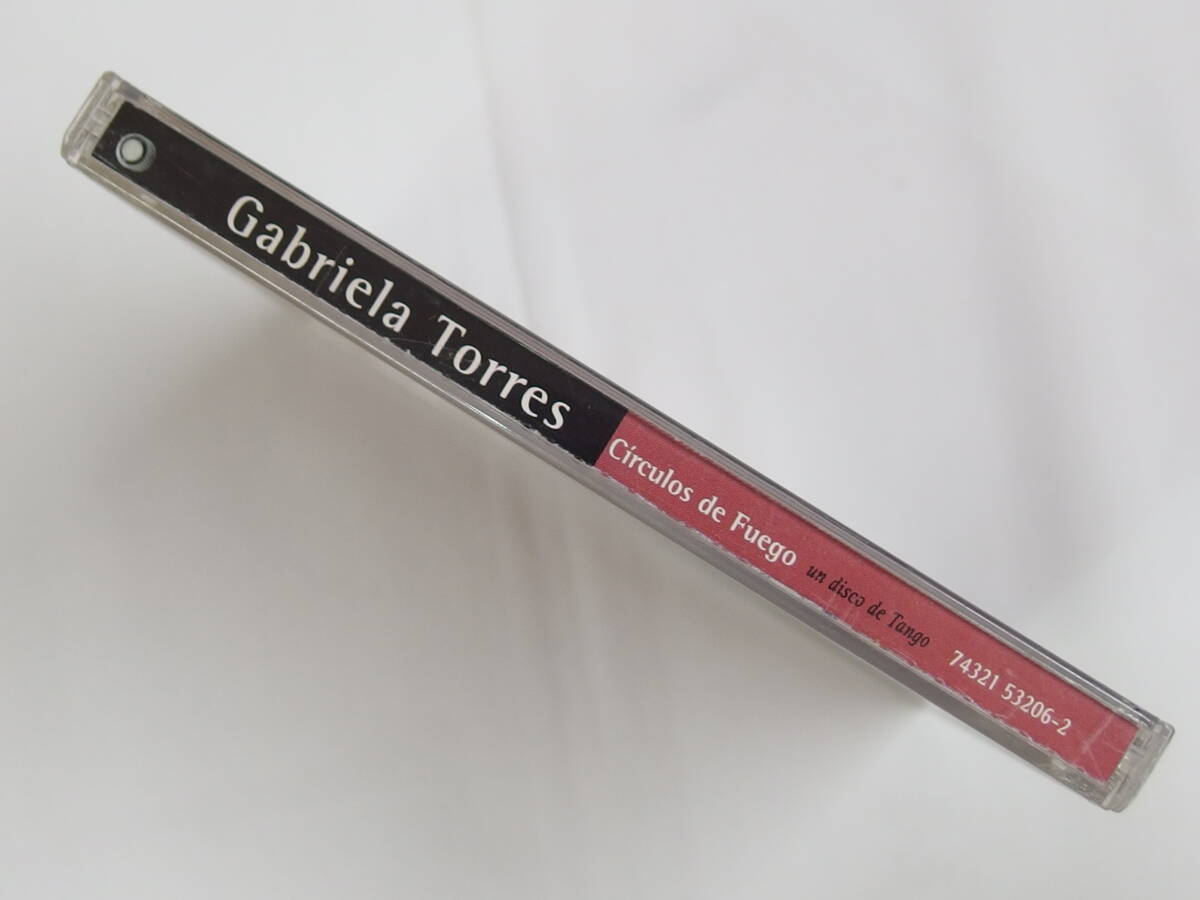 Gabriela Torres Círculos de Fuego un disco de Tango 74321 53206-2